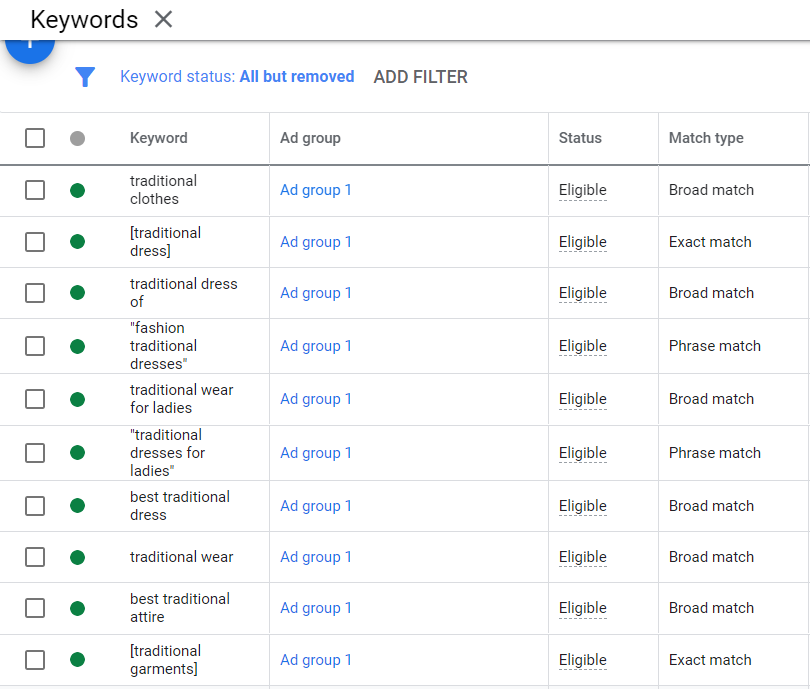 Keywords
Keyword status: All but removed ADD FILTER
Keyword Ad group Status Match type
traditional
clothes
Ad group 1 Eligible Broad match
[traditional
dress]
Ad group 1 Eligible Exact match
traditional dress
of
Ad group 1 Eligible Broad match
"fashion
traditional
dresses"
Ad group 1 Eligible Phrase match
traditional wear
for ladies
Ad group 1 Eligible Broad match
"traditional
dresses for
ladies"
Ad group 1 Eligible Phrase match
best traditional
dress
Ad group 1 Eligible Broad match
traditional wear Ad group 1 Eligible Broad match
best traditional
attire
Ad group 1 Eligible Broad match
[traditional
garments]
Ad group 1 Eligible Exact match